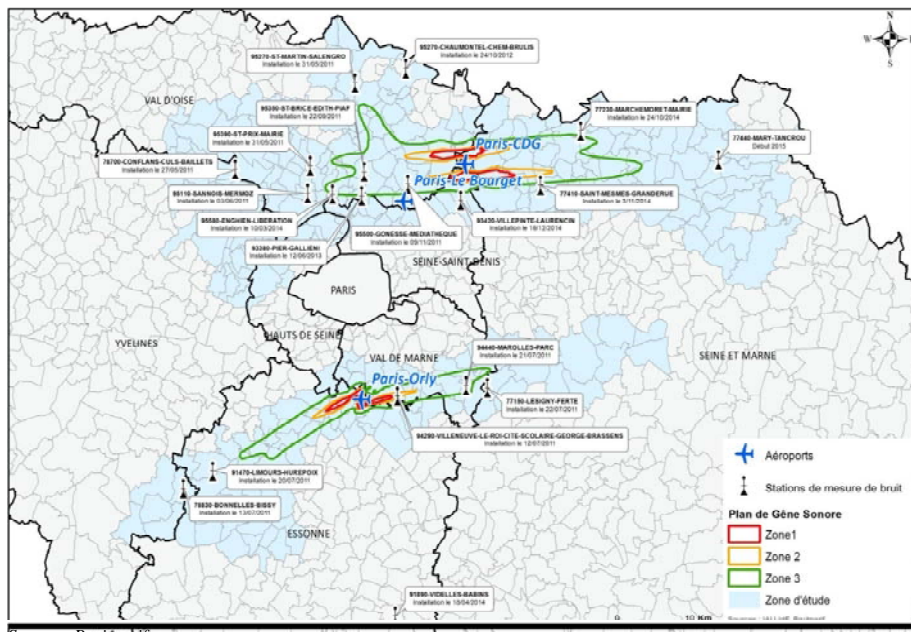 N
W
E
S
95270-ST-MARTIN-SALENGRO
Installation le 31/05/2011
95270-CHAUMONTEL-CHEM-BRULIS
Installation le 24/10/2012
VAL D'OISE
95350-ST-BRICE-EDITH-PIAF
Installation le 22/09/2011
77230-MARCHEMORET-MAIRIE
Installation le 24/10/2014
95390-ST-PRIX-MAIRIE
Installation le 31/05/2011
77440-MARY-TANCROU
Début 2015
78700-CONFLANS-CULS-BAILLETS
Installation le 27/05/2011
Paris-CDG
Paris-Le Bourget
95110-SANNOIS-MERMOZ
Installation le 03/06/2011
77410-SAINT-MESMES-GRANDERUE
95880-ENGHIEN-LIBERATION
Installation le 10/03/2014
95500-GONESSE-MEDIATHEQUE
Installation le 09/11/2011
93420-VILLEPINTE-LAURENCIN
Installation le 18/12/2014
93380-PIER-GALLIENI
Installation le 12/06/2013
SEINE-SAINT-DENIS
PARIS
HAUTS DE SEINE
YVELINES
VAL DE MARNE
94440-MAROLLES-PARC
Installation le 21/07/2011
SEINE ET MARNE
Paris-Orly
77150-LESIGNY-FERTE
Installation le 22/07/2011
94290-VILLENEUVE-LE-ROI-CITE-SCOLAIRE-GEORGE-BRASSENS
Installation le 12/07/2011
91470-LIMOURS-HUREPOIX
Installation le 20/07/2011
78830-BONNELLES-BISSY
Installation le 13/07/2011
ESSONNE
91890-VIDELLES-BABINS
Installation le 18/04/2014
Aéroports
Stations de mesure de bruit
Plan de Gêne Sonore
Zone1
Zone 2
Zone 3
Zone d'étude
0
10 Km